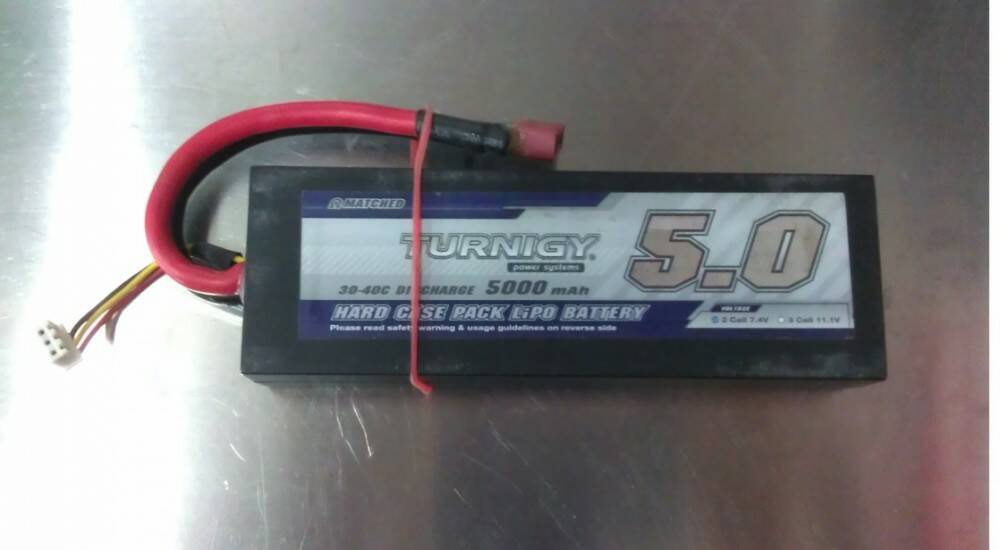 MATCHED
TURNIGY®
power systems
5.0
30-40C DISCHARGE 5000 mAh
HARD CASE PACK LiPO BATTERY
VOLTAGE
2 Cell 7.4V 3 Cell 11.1V
Please read safety warning & usage guidelines on reverse side